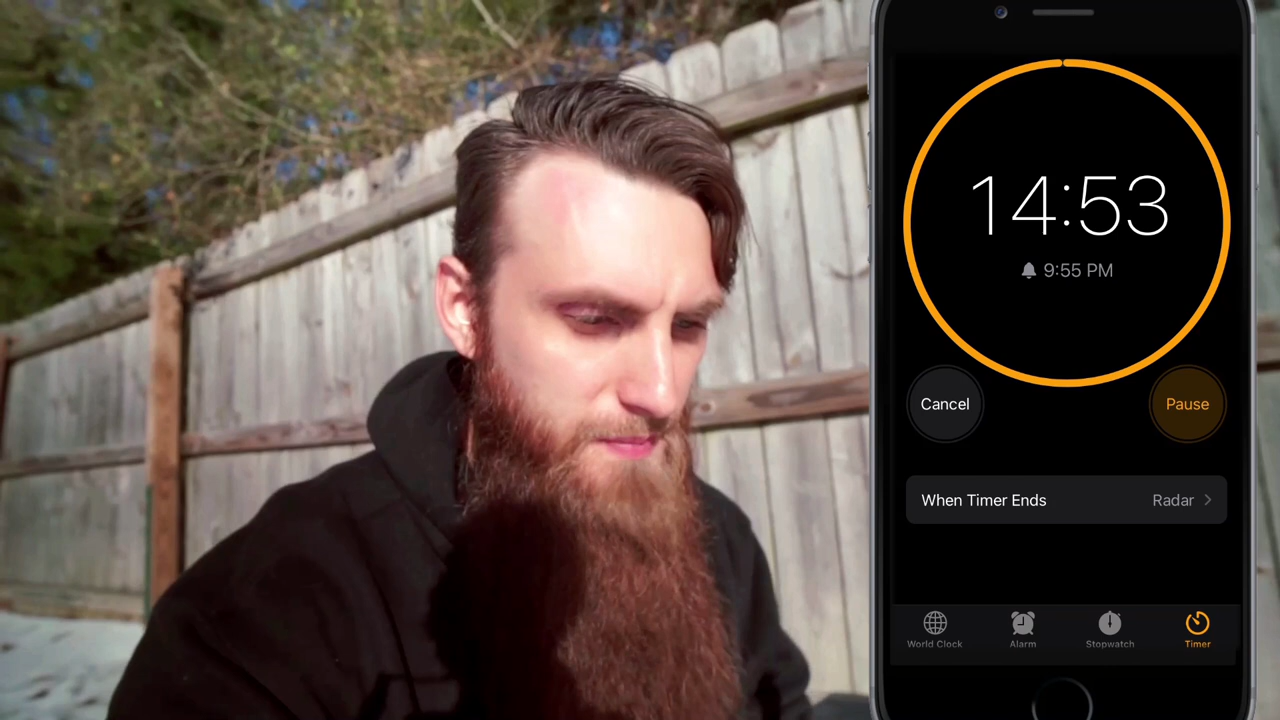 14:53
9:55 PM
Cancel
Pause
When Timer Ends
Radar
World Clock
Alarm
Stopwatch
Timer